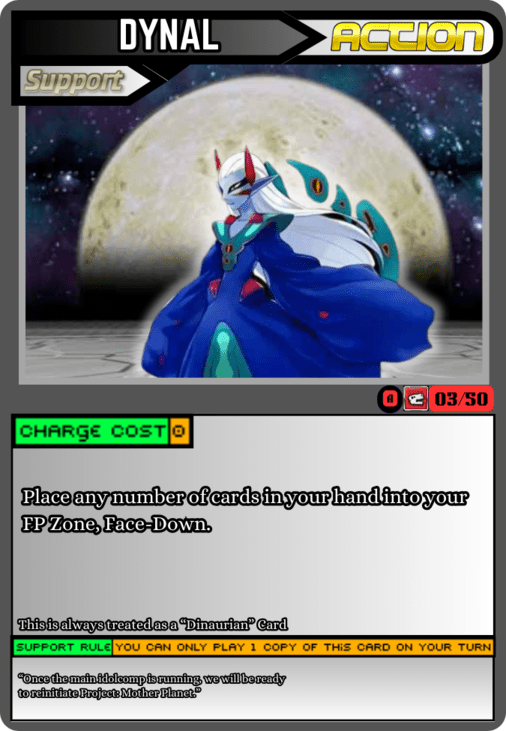 DYNAL
ACTION
Support
A 03/50
CHARGE COST 0
Place any number of cards in your hand into your
FP Zone, Face-Down.
This is always treated as a "Dinaurian" Card
SUPPORT RULE YOU CAN ONLY PLAY 1 COPY OF THIS CARD ON YOUR TURN
"Once the main idolcomp is running, we will be ready
to reinitiate Project: Mother Planet."